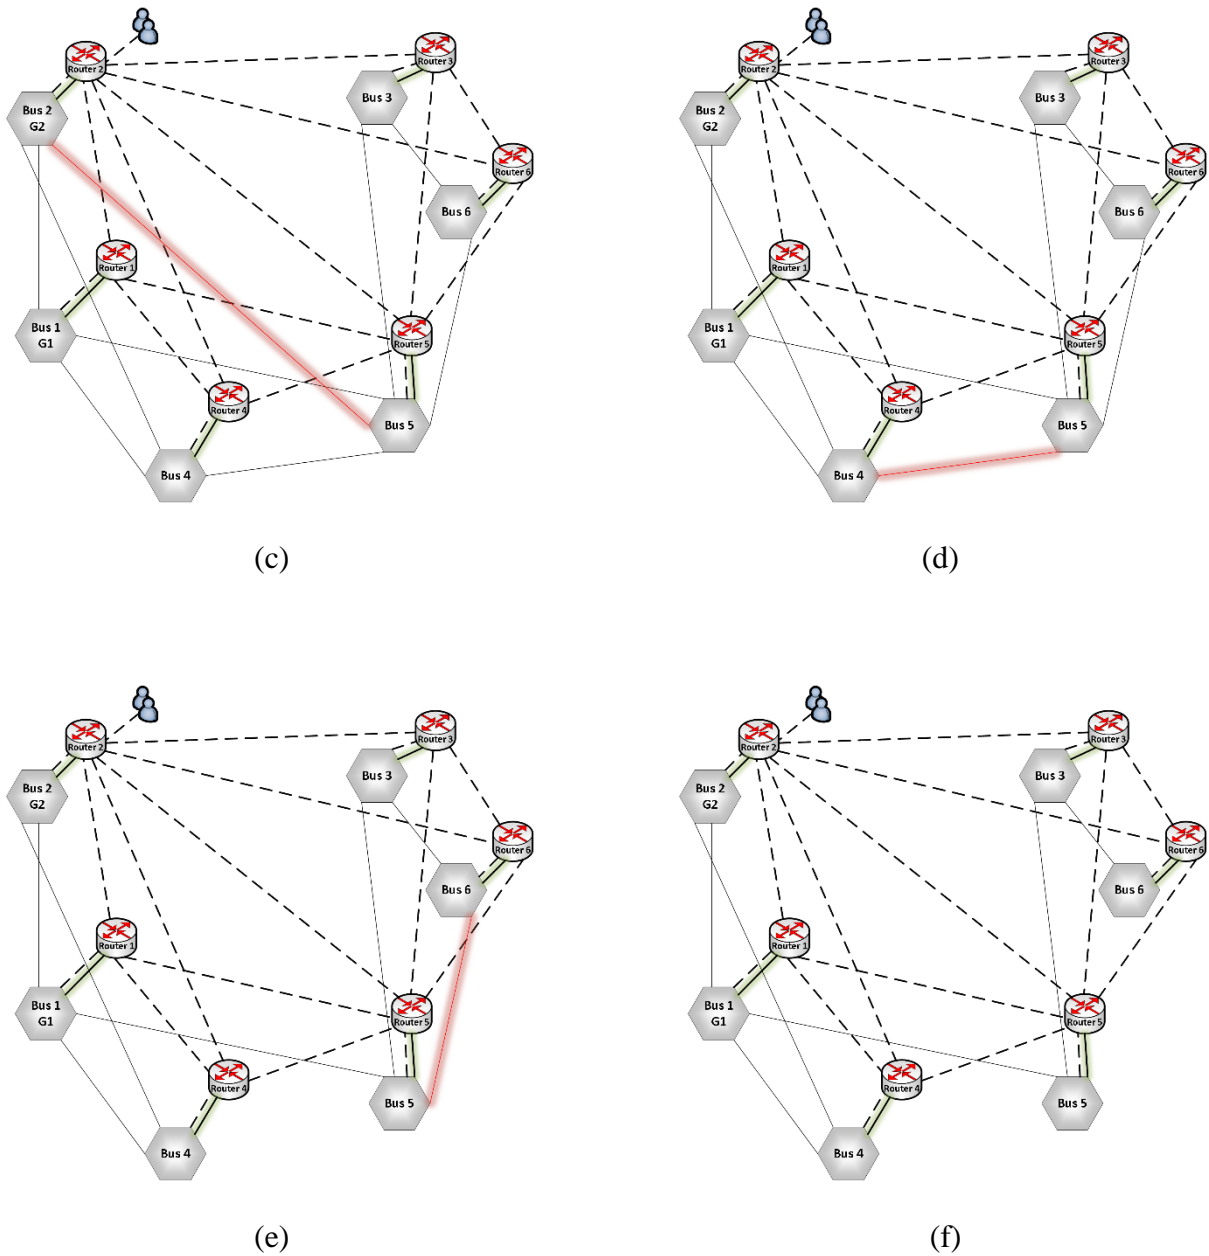 Router 2
Router 3
Bus 2
G2
Bus 3
Router 6
Bus 6
Router 1
Bus 1
G1
Router 5
Router 4
Bus 5
Bus 4
(c)
Router 2
Router 3
Bus 2
G2
Bus 3
Router 6
Bus 6
Router 1
Bus 1
G1
Router 5
Router 4
Bus 5
Bus 4
(d)
Router 2
Router 3
Bus 2
G2
Bus 3
Router 6
Bus 6
Router 1
Bus 1
G1
Router 5
Router 4
Bus 5
Bus 4
(e)
Router 2
Router 3
Bus 2
G2
Bus 3
Router 6
Bus 6
Router 1
Bus 1
G1
Router 5
Router 4
Bus 5
Bus 4
(f)